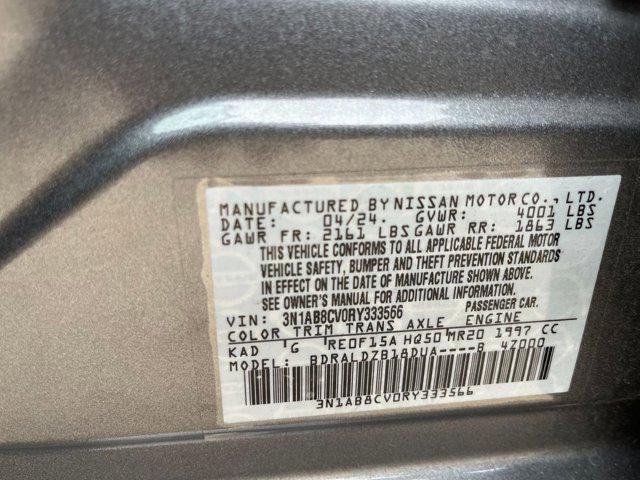 MANUFACTURED BY NISSAN MOTOR CO., LTD.
DATE: 04/24. GVWR: 4001 LBS
GAWR FR: 2161 LBS GAWR RR: 1863 LBS
THIS VEHICLE CONFORMS TO ALL APPLICABLE FEDERAL MOTOR
VEHICLE SAFETY, BUMPER AND THEFT PREVENTION STANDARDS
IN EFFECT ON THE DATE OF MANUFACTURE SHOWN ABOVE.
SEE OWNER'S MANUAL FOR ADDITIONAL INFORMATION
VIN: 3N1AB8CV0RY333566 PASSENGER CAR.
COLOR TRIM TRANS AXLE ENGINE
KAD G RE0F15A HQ50 MR20 1997 CC
MODEL: BDRALDZB18DUA----B 4Z000
3N1AB8CV0RY333566